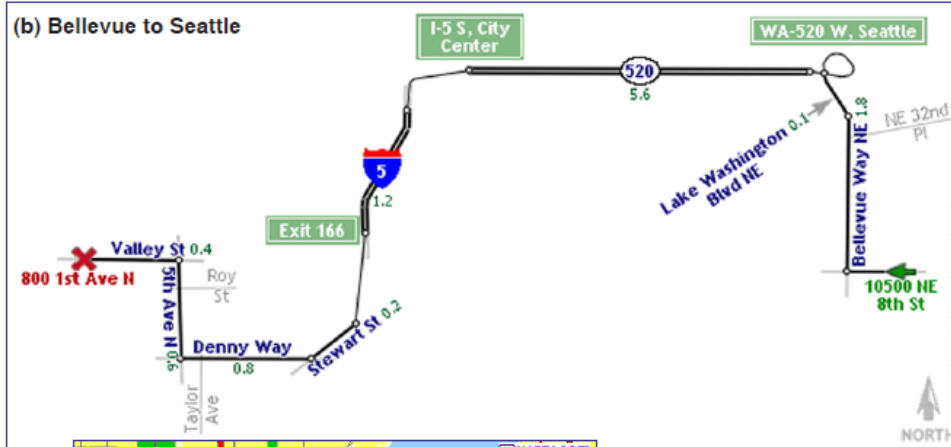 (b) Bellevue to Seattle
I-5 S, City
Center
WA-520 W, Seattle
520
5.6
Lake Washington 0.1
Blvd NE
1.8
NE 32nd
Pl
Bellevue Way NE
5
1.2
Exit 166
Valley St 0.4
800 1st Ave N
5th Ave N
0.6
Roy
St
10500 NE
8th St
Stewart St 0.2
Denny Way
0.8
Taylor
Ave
NORTH